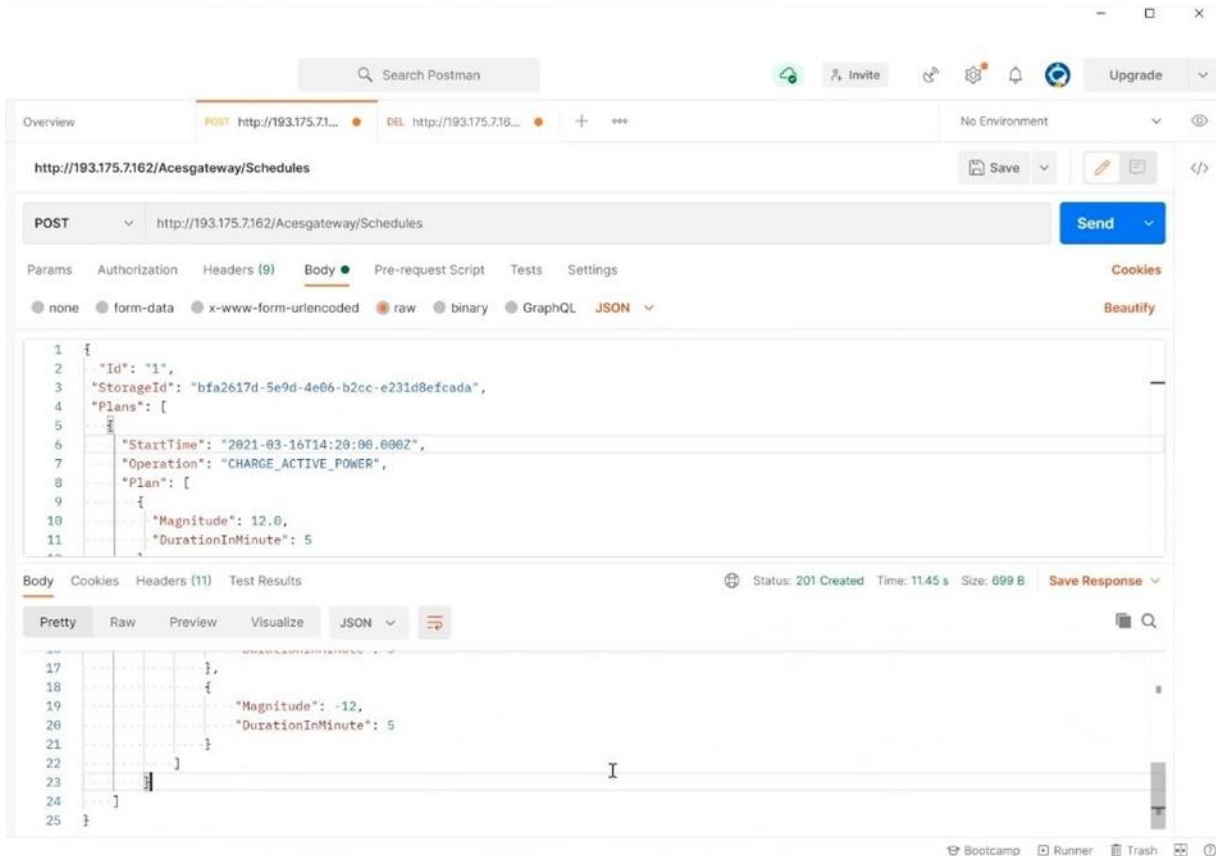 Search Postman
Invite
Upgrade
Overview
POST http://193.175.7.1...
DEL http://193.175.7.16...
No Environment
http://193.175.7.162/Acesgateway/Schedules
Save
POST
http://193.175.7.162/Acesgateway/Schedules
Send
Params Authorization Headers (9) Body Pre-request Script Tests Settings
Cookies
none form-data x-www-form-urlencoded raw binary GraphQL JSON
Beautify
1 {
2 "Id": "1",
3 "StorageId": "bfa2617d-5e9d-4e06-b2cc-e231d8efcada",
4 "Plans": [
5 {
6 "StartTime": "2021-03-16T14:20:00.000Z",
7 "Operation": "CHARGE_ACTIVE_POWER",
8 "Plan": [
9 {
10 "Magnitude": 12.0,
11 "DurationInMinute": 5
Body Cookies Headers (11) Test Results
Status: 201 Created Time: 11.45 s Size: 699 B Save Response
Pretty Raw Preview Visualize JSON
17 },
18 {
19 "Magnitude": -12,
20 "DurationInMinute": 5
21 }
22 ]
23 }
24 ]
25 }
Bootcamp Runner Trash